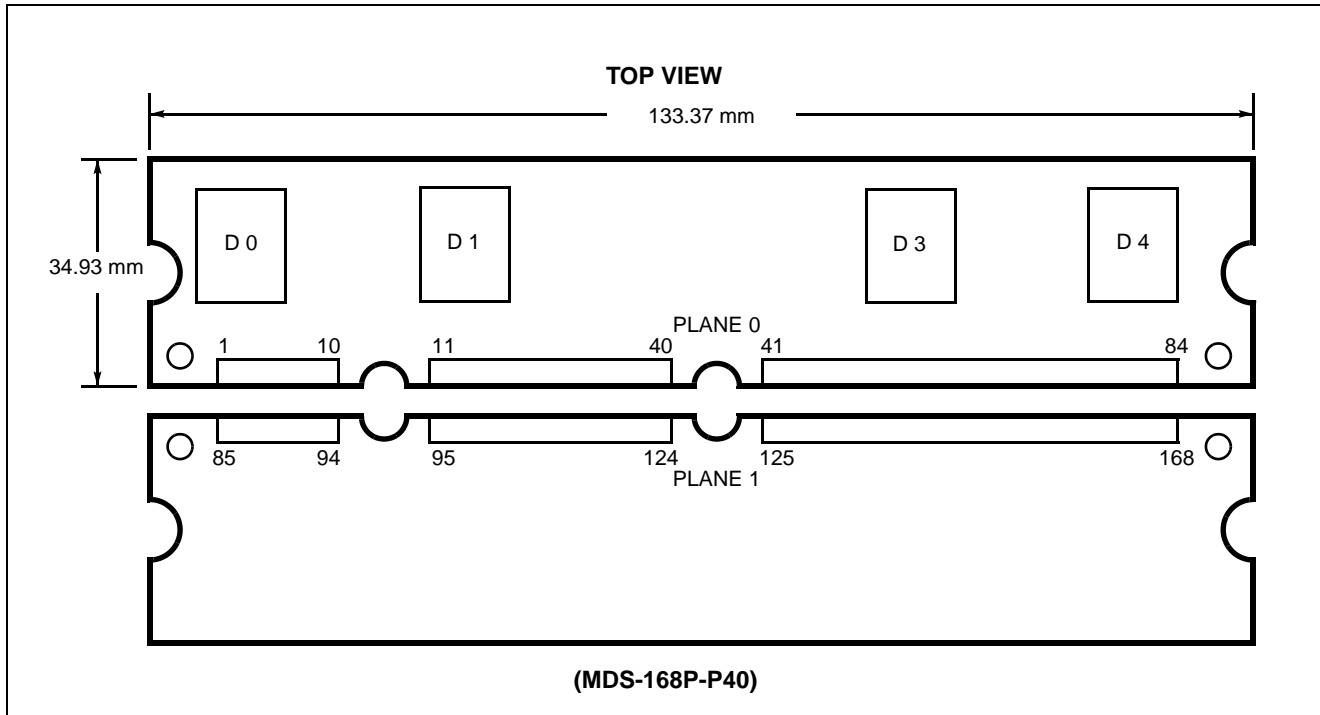 TOP VIEW
133.37 mm
D 0 D 1 D 3 D 4
34.93 mm
PLANE 0
1 10 11 40 41 84
85 94 95 124 125 168
PLANE 1
(MDS-168P-P40)